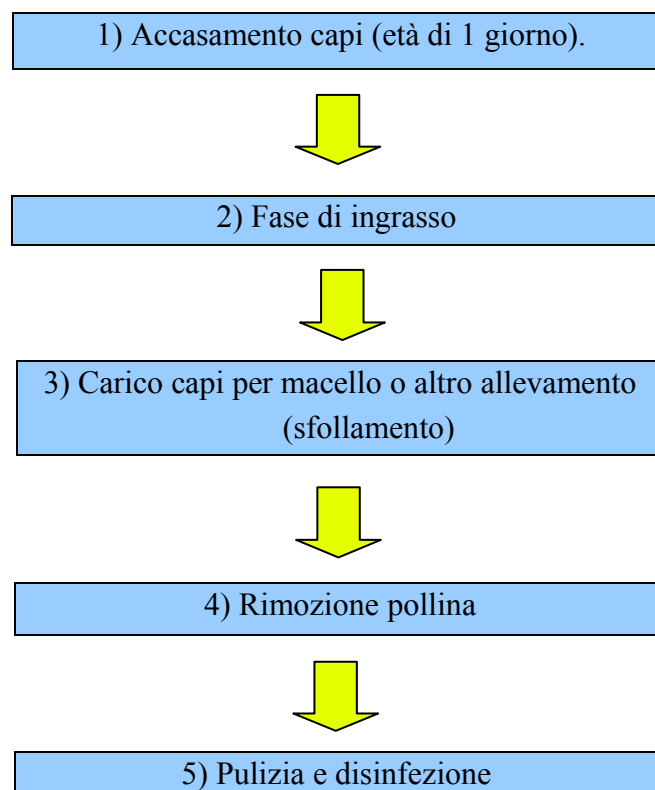 1) Accasamento capi (età di 1 giorno).
2) Fase di ingrasso
3) Carico capi per macello o altro allevamento
(sfollamento)
4) Rimozione pollina
5) Pulizia e disinfezione